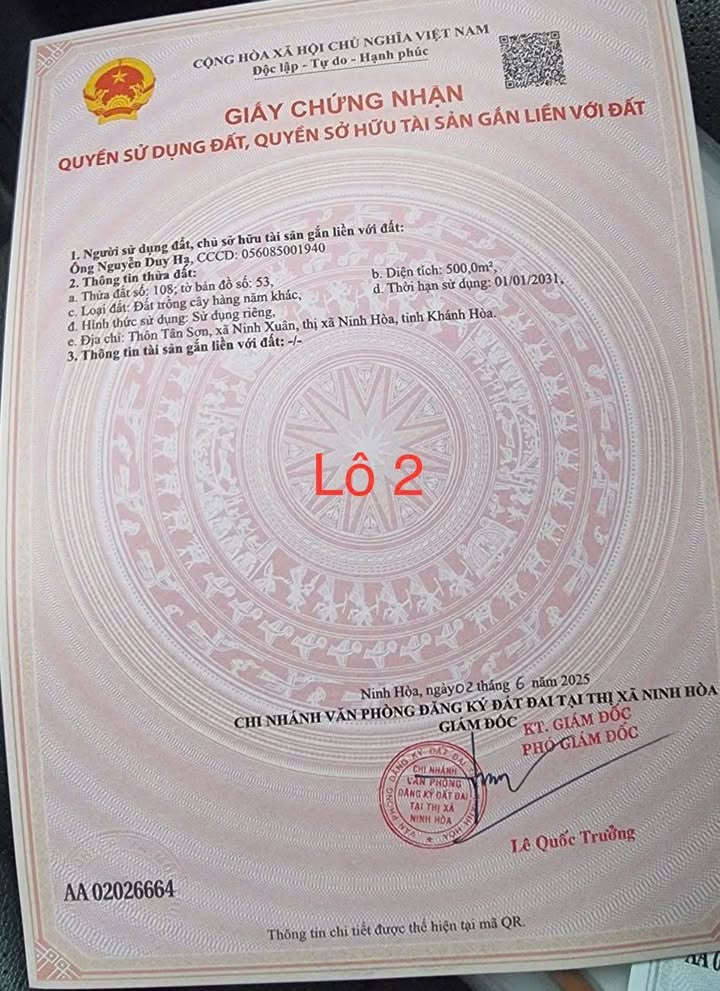 CỘNG HÒA XÃ HỘI CHỦ NGHĨA VIỆT NAM
Độc lập - Tự do - Hạnh phúc
GIẤY CHỨNG NHẬN
QUYỀN SỬ DỤNG ĐẤT, QUYỀN SỞ HỮU TÀI SẢN GẮN LIỀN VỚI ĐẤT
1. Người sử dụng đất, chủ sở hữu tài sản gắn liền với đất:
Ông Nguyễn Duy Hạ, CCCD: 056085001940
2. Thông tin thửa đất:
a. Thửa đất số: 108; tờ bản đồ số: 53, b. Diện tích: 500,0m²,
c. Loại đất: Đất trồng cây hàng năm khác, d. Thời hạn sử dụng: 01/01/2031,
đ. Hình thức sử dụng: Sử dụng riêng,
e. Địa chỉ: Thôn Tân Sơn, xã Ninh Xuân, thị xã Ninh Hòa, tỉnh Khánh Hòa.
3. Thông tin tài sản gắn liền với đất: -/-
Lô 2
Ninh Hòa, ngày 02 tháng 6 năm 2025
CHI NHÁNH VĂN PHÒNG ĐĂNG KÝ ĐẤT ĐAI TẠI THỊ XÃ NINH HÒA
GIÁM ĐỐC KT. GIÁM ĐỐC
PHÓ GIÁM ĐỐC
CHI NHÁNH
VĂN PHÒNG
ĐĂNG KÝ ĐẤT ĐAI
TẠI THỊ XÃ
NINH HÒA
Lê Quốc Trưởng
AA 02026664
Thông tin chi tiết được thể hiện tại mã QR.